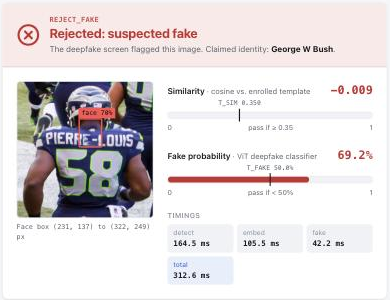 REJECT_FAKE
Rejected: suspected fake
The deepfake screen flagged this image. Claimed identity: George W Bush.
face 70%
PIERRE-LOUIS
58
Face box (231, 137) to (322, 249)
px
Similarity · cosine vs. enrolled template −0.009
T_SIM 0.350
0 pass if ≥ 0.35 1
Fake probability · ViT deepfake classifier 69.2%
T_FAKE 50.0%
0 pass if < 50% 1
TIMINGS
detect
164.5 ms
embed
105.5 ms
fake
42.2 ms
total
312.6 ms